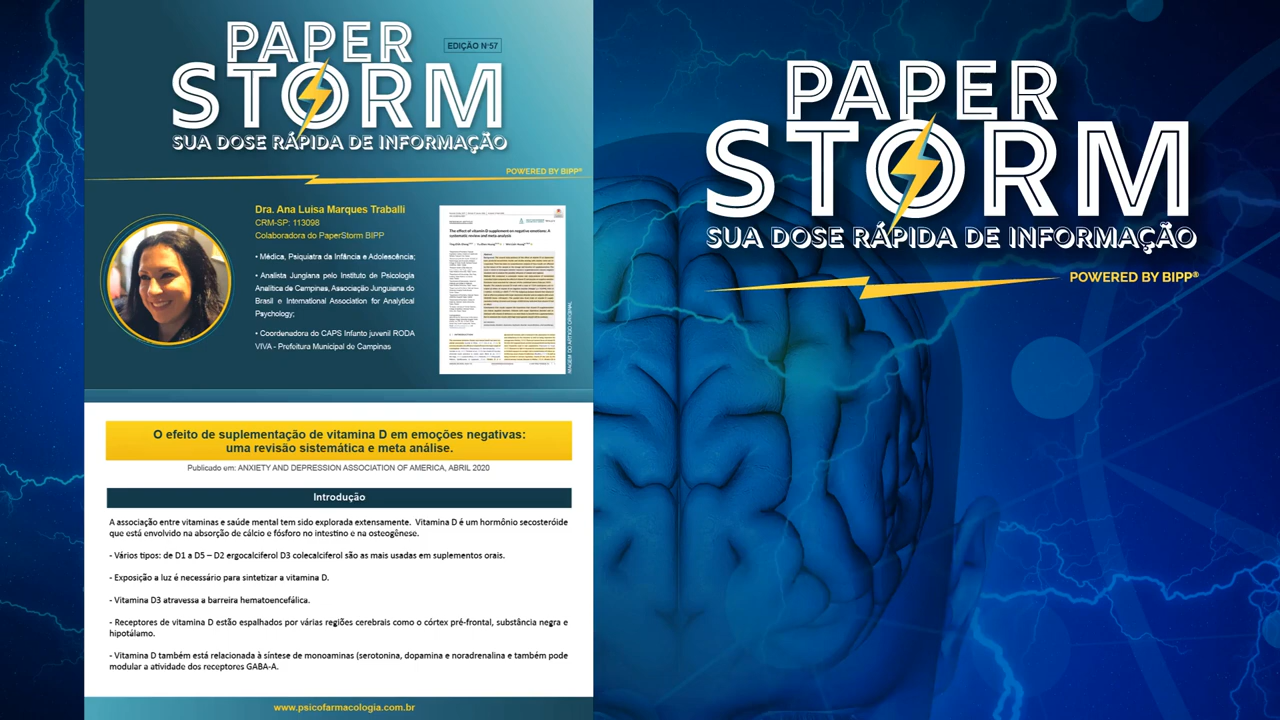 PAPER
STORM
SUA DOSE RÁPIDA DE INFORMAÇÃO
EDIÇÃO Nº57
POWERED BY BIPP®
Dra. Ana Luisa Marques Traballi
CRM-SP: 113098
Colaboradora do PaperStorm BIPP
• Médica, Psiquiatra da Infância e Adolescência;
• Analista Jungiana pelo Instituto de Psicologia
Analítica de Campinas, Associação Junguiana do
Brasil e International Association for Analytical
Psychology;
• Coordenadora do CAPS Infanto juvenil RODA
VIVA - Prefeitura Municipal de Campinas
The effect of vitamin D supplement on negative emotions: A
systematic review and meta-analysis
IMAGEM DO ARTIGO ORIGINAL
O efeito de suplementação de vitamina D em emoções negativas:
uma revisão sistemática e meta análise.
Publicado em: ANXIETY AND DEPRESSION ASSOCIATION OF AMERICA, ABRIL 2020
Introdução
A associação entre vitaminas e saúde mental tem sido explorada extensamente. Vitamina D é um hormônio secosteróide
que está envolvido na absorção de cálcio e fósforo no intestino e na osteogênese.
- Vários tipos: de D1 a D5 – D2 ergocalciferol D3 colecalciferol são as mais usadas em suplementos orais.
- Exposição a luz é necessário para sintetizar a vitamina D.
- Vitamina D3 atravessa a barreira hematoencefálica.
- Receptores de vitamina D estão espalhados por várias regiões cerebrais como o córtex pré-frontal, substância negra e
hipotálamo.
- Vitamina D também está relacionada à síntese de monoaminas (serotonina, dopamina e noradrenalina e também pode
modular a atividade dos receptores GABA-A.
www.psicofarmacologia.com.br
PAPER
STORM
SUA DOSE RÁPIDA DE INFORMAÇÃO
POWERED BY BIPP®